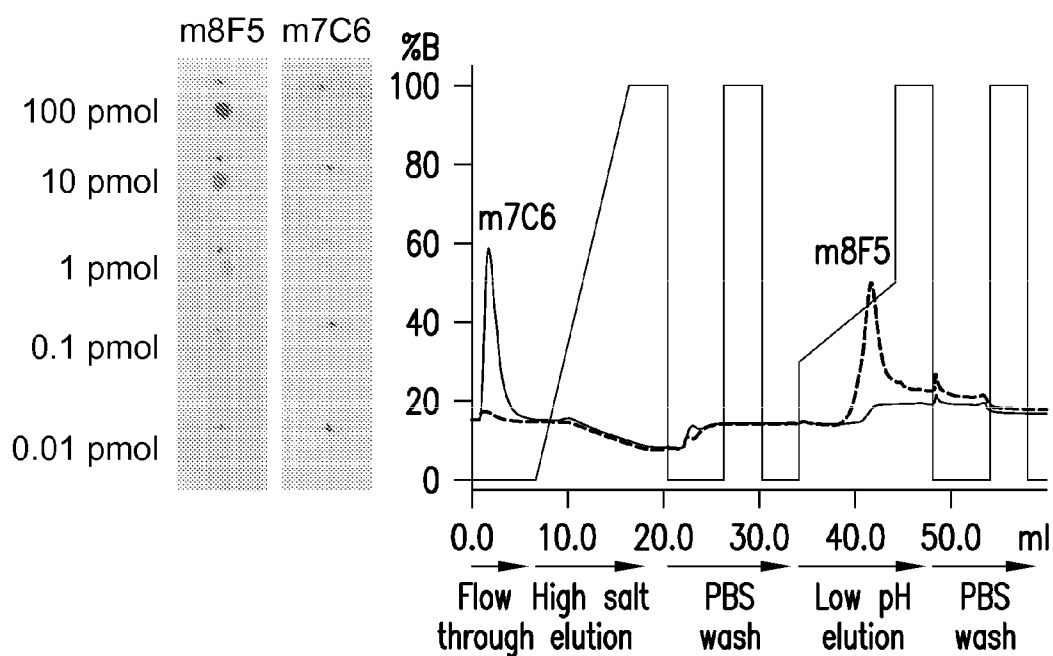 m8F5 m7C6
100 pmol
10 pmol
1 pmol
0.1 pmol
0.01 pmol
%B
100
80
60
40
20
0
m7C6
m8F5
0.0 10.0 20.0 30.0 40.0 50.0 ml
Flow through
High salt elution
PBS wash
Low pH elution
PBS wash